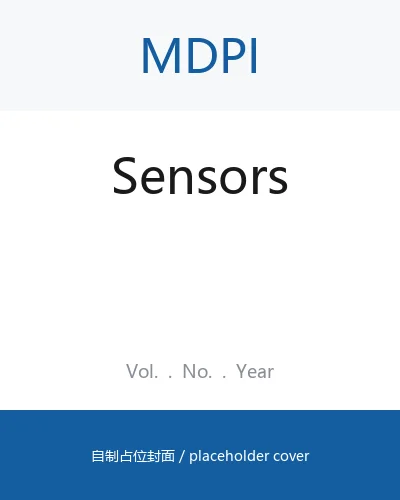 MDPI
Sensors
Vol. . No. . Year
自制占位封面 / placeholder cover